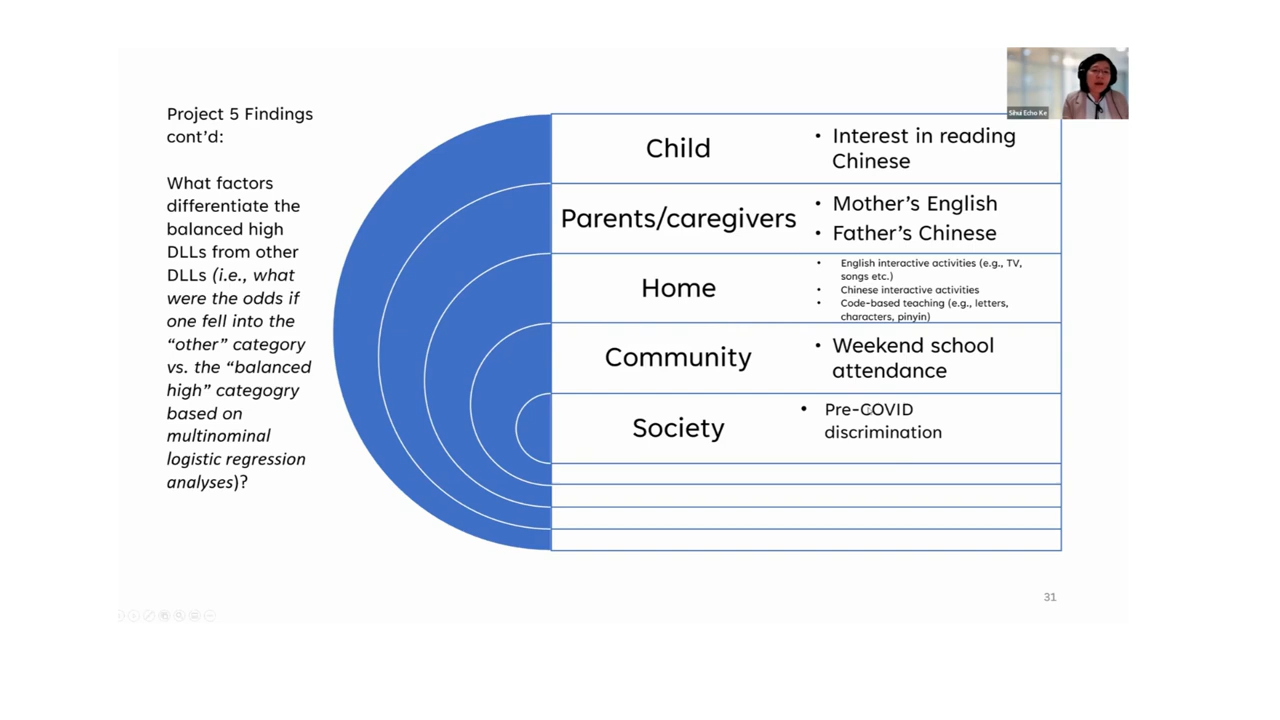 Sihui Echo Ke
Project 5 Findings
cont'd:
What factors
differentiate the
balanced high
DLLs from other
DLLs (i.e., what
were the odds if
one fell into the
“other” category
vs. the “balanced
high” categogry
based on
multinominal
logistic regression
analyses)?
Child
• Interest in reading
Chinese
Parents/caregivers
• Mother's English
• Father's Chinese
Home
• English interactive activities (e.g., TV,
songs etc.)
• Chinese interactive activities
• Code-based teaching (e.g., letters,
characters, pinyin)
Community
• Weekend school
attendance
Society
• Pre-COVID
discrimination
31